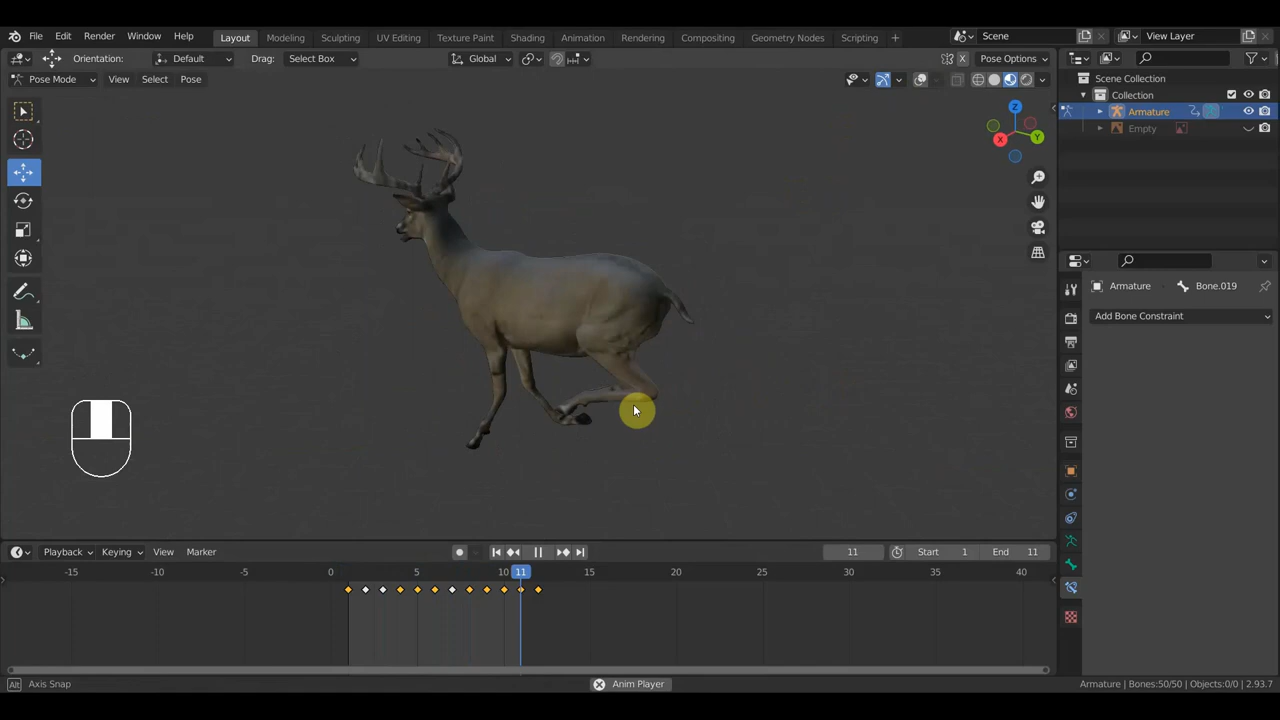 File Edit Render Window Help Layout Modeling Sculpting UV Editing Texture Paint Shading Animation Rendering Compositing Geometry Nodes Scripting + Scene View Layer
Orientation: Default Drag: Select Box Global X Pose Options
Pose Mode View Select Pose
Scene Collection
Collection
Armature
Empty
Z
Y
X
Armature Bone.019
Add Bone Constraint
Playback Keying View Marker 11 Start 1 End 11
-15 -10 -5 0 5 10 11 15 20 25 30 35 40
Alt Axis Snap Anim Player Armature | Bones:50/50 | Objects:0/0 | 2.93.7